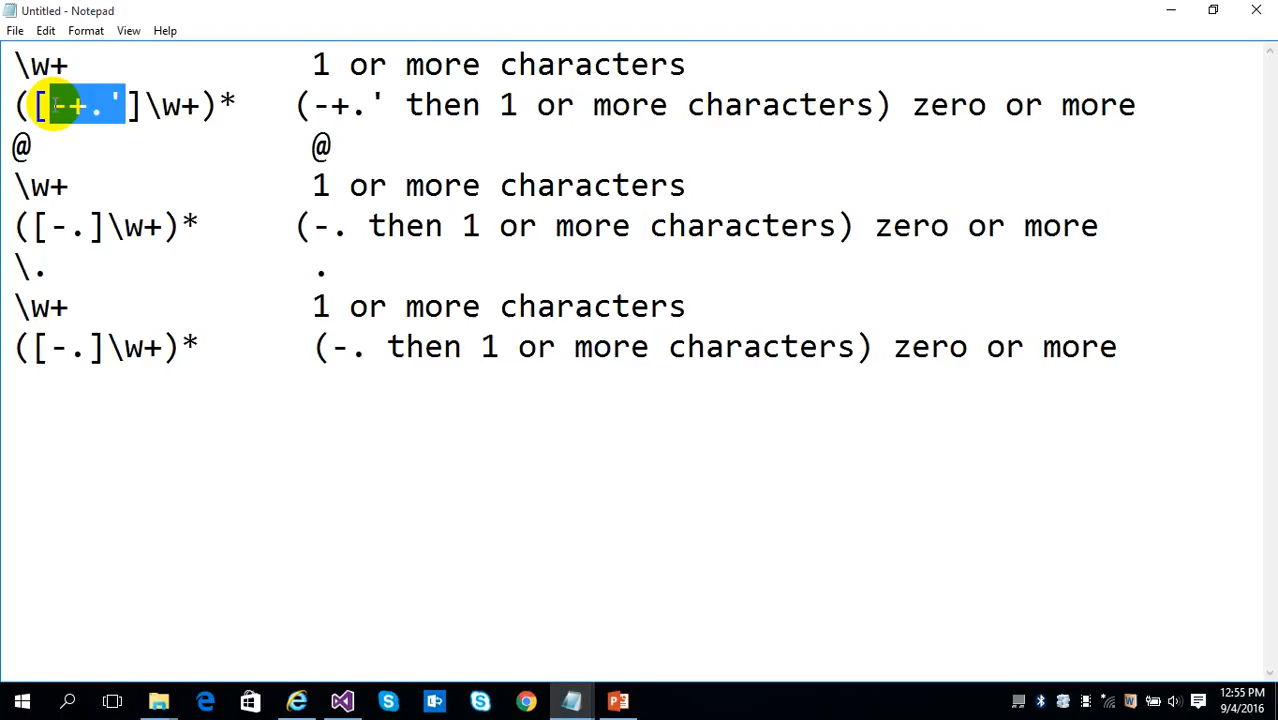 Untitled - Notepad
File Edit Format View Help
\w+ 1 or more characters
([-+.']\w+)* (-+.' then 1 or more characters) zero or more
@ @
\w+ 1 or more characters
([-.]\w+)* (-. then 1 or more characters) zero or more
\. .
\w+ 1 or more characters
([-.]\w+)* (-. then 1 or more characters) zero or more
12:55 PM
9/4/2016